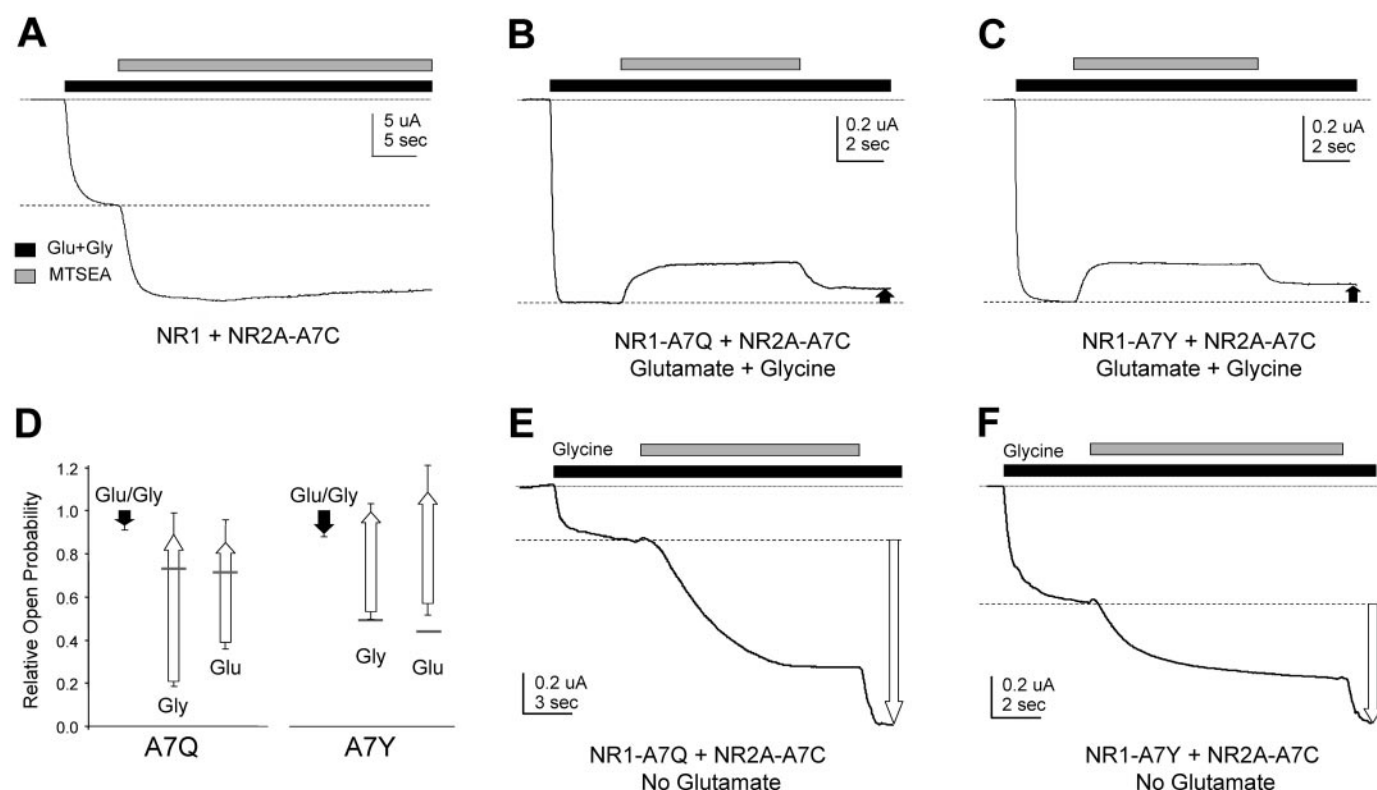 A
5 uA
5 sec
Glu+Gly
MTSEA
NR1 + NR2A-A7C
B
0.2 uA
2 sec
NR1-A7Q + NR2A-A7C
Glutamate + Glycine
C
0.2 uA
2 sec
NR1-A7Y + NR2A-A7C
Glutamate + Glycine
D
Relative Open Probability
1.2
1.0
0.8
0.6
0.4
0.2
0.0
Glu/Gly
Gly
Glu
A7Q
Glu/Gly
Gly
Glu
A7Y
E
Glycine
0.2 uA
3 sec
NR1-A7Q + NR2A-A7C
No Glutamate
F
Glycine
0.2 uA
2 sec
NR1-A7Y + NR2A-A7C
No Glutamate